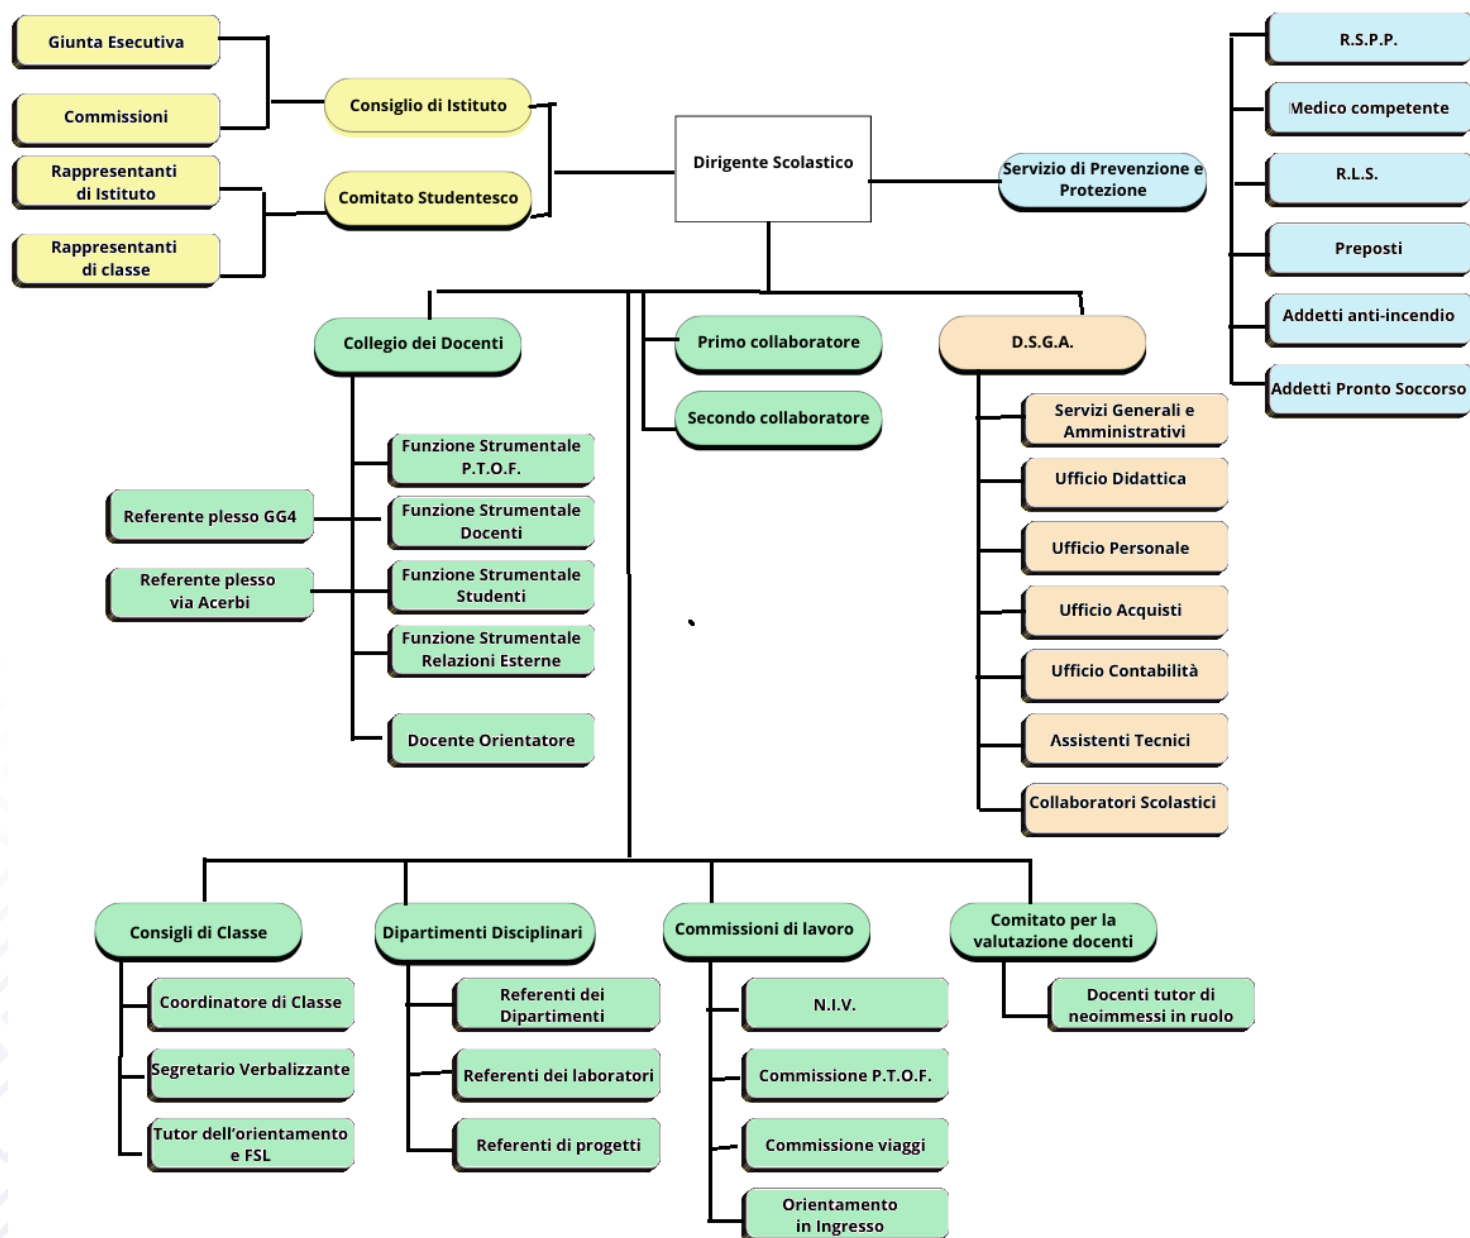 Giunta Esecutiva
Commissioni
Rappresentanti
di Istituto
Rappresentanti
di classe
Consiglio di Istituto
Comitato Studentesco
Dirigente Scolastico
Servizio di Prevenzione e
Protezione
R.S.P.P.
Medico competente
R.L.S.
Preposti
Addetti anti-incendio
Addetti Pronto Soccorso
Collegio dei Docenti
Funzione Strumentale
P.T.O.F.
Funzione Strumentale
Docenti
Funzione Strumentale
Studenti
Funzione Strumentale
Relazioni Esterne
Docente Orientatore
Referente plesso GG4
Referente plesso
via Acerbi
Primo collaboratore
Secondo collaboratore
D.S.G.A.
Servizi Generali e
Amministrativi
Ufficio Didattica
Ufficio Personale
Ufficio Acquisti
Ufficio Contabilità
Assistenti Tecnici
Collaboratori Scolastici
Consigli di Classe
Coordinatore di Classe
Segretario Verbalizzante
Tutor dell'orientamento
e FSL
Dipartimenti Disciplinari
Referenti dei
Dipartimenti
Referenti dei laboratori
Referenti di progetti
Commissioni di lavoro
N.I.V.
Commissione P.T.O.F.
Commissione viaggi
Orientamento
in Ingresso
Comitato per la
valutazione docenti
Docenti tutor di
neoimmessi in ruolo